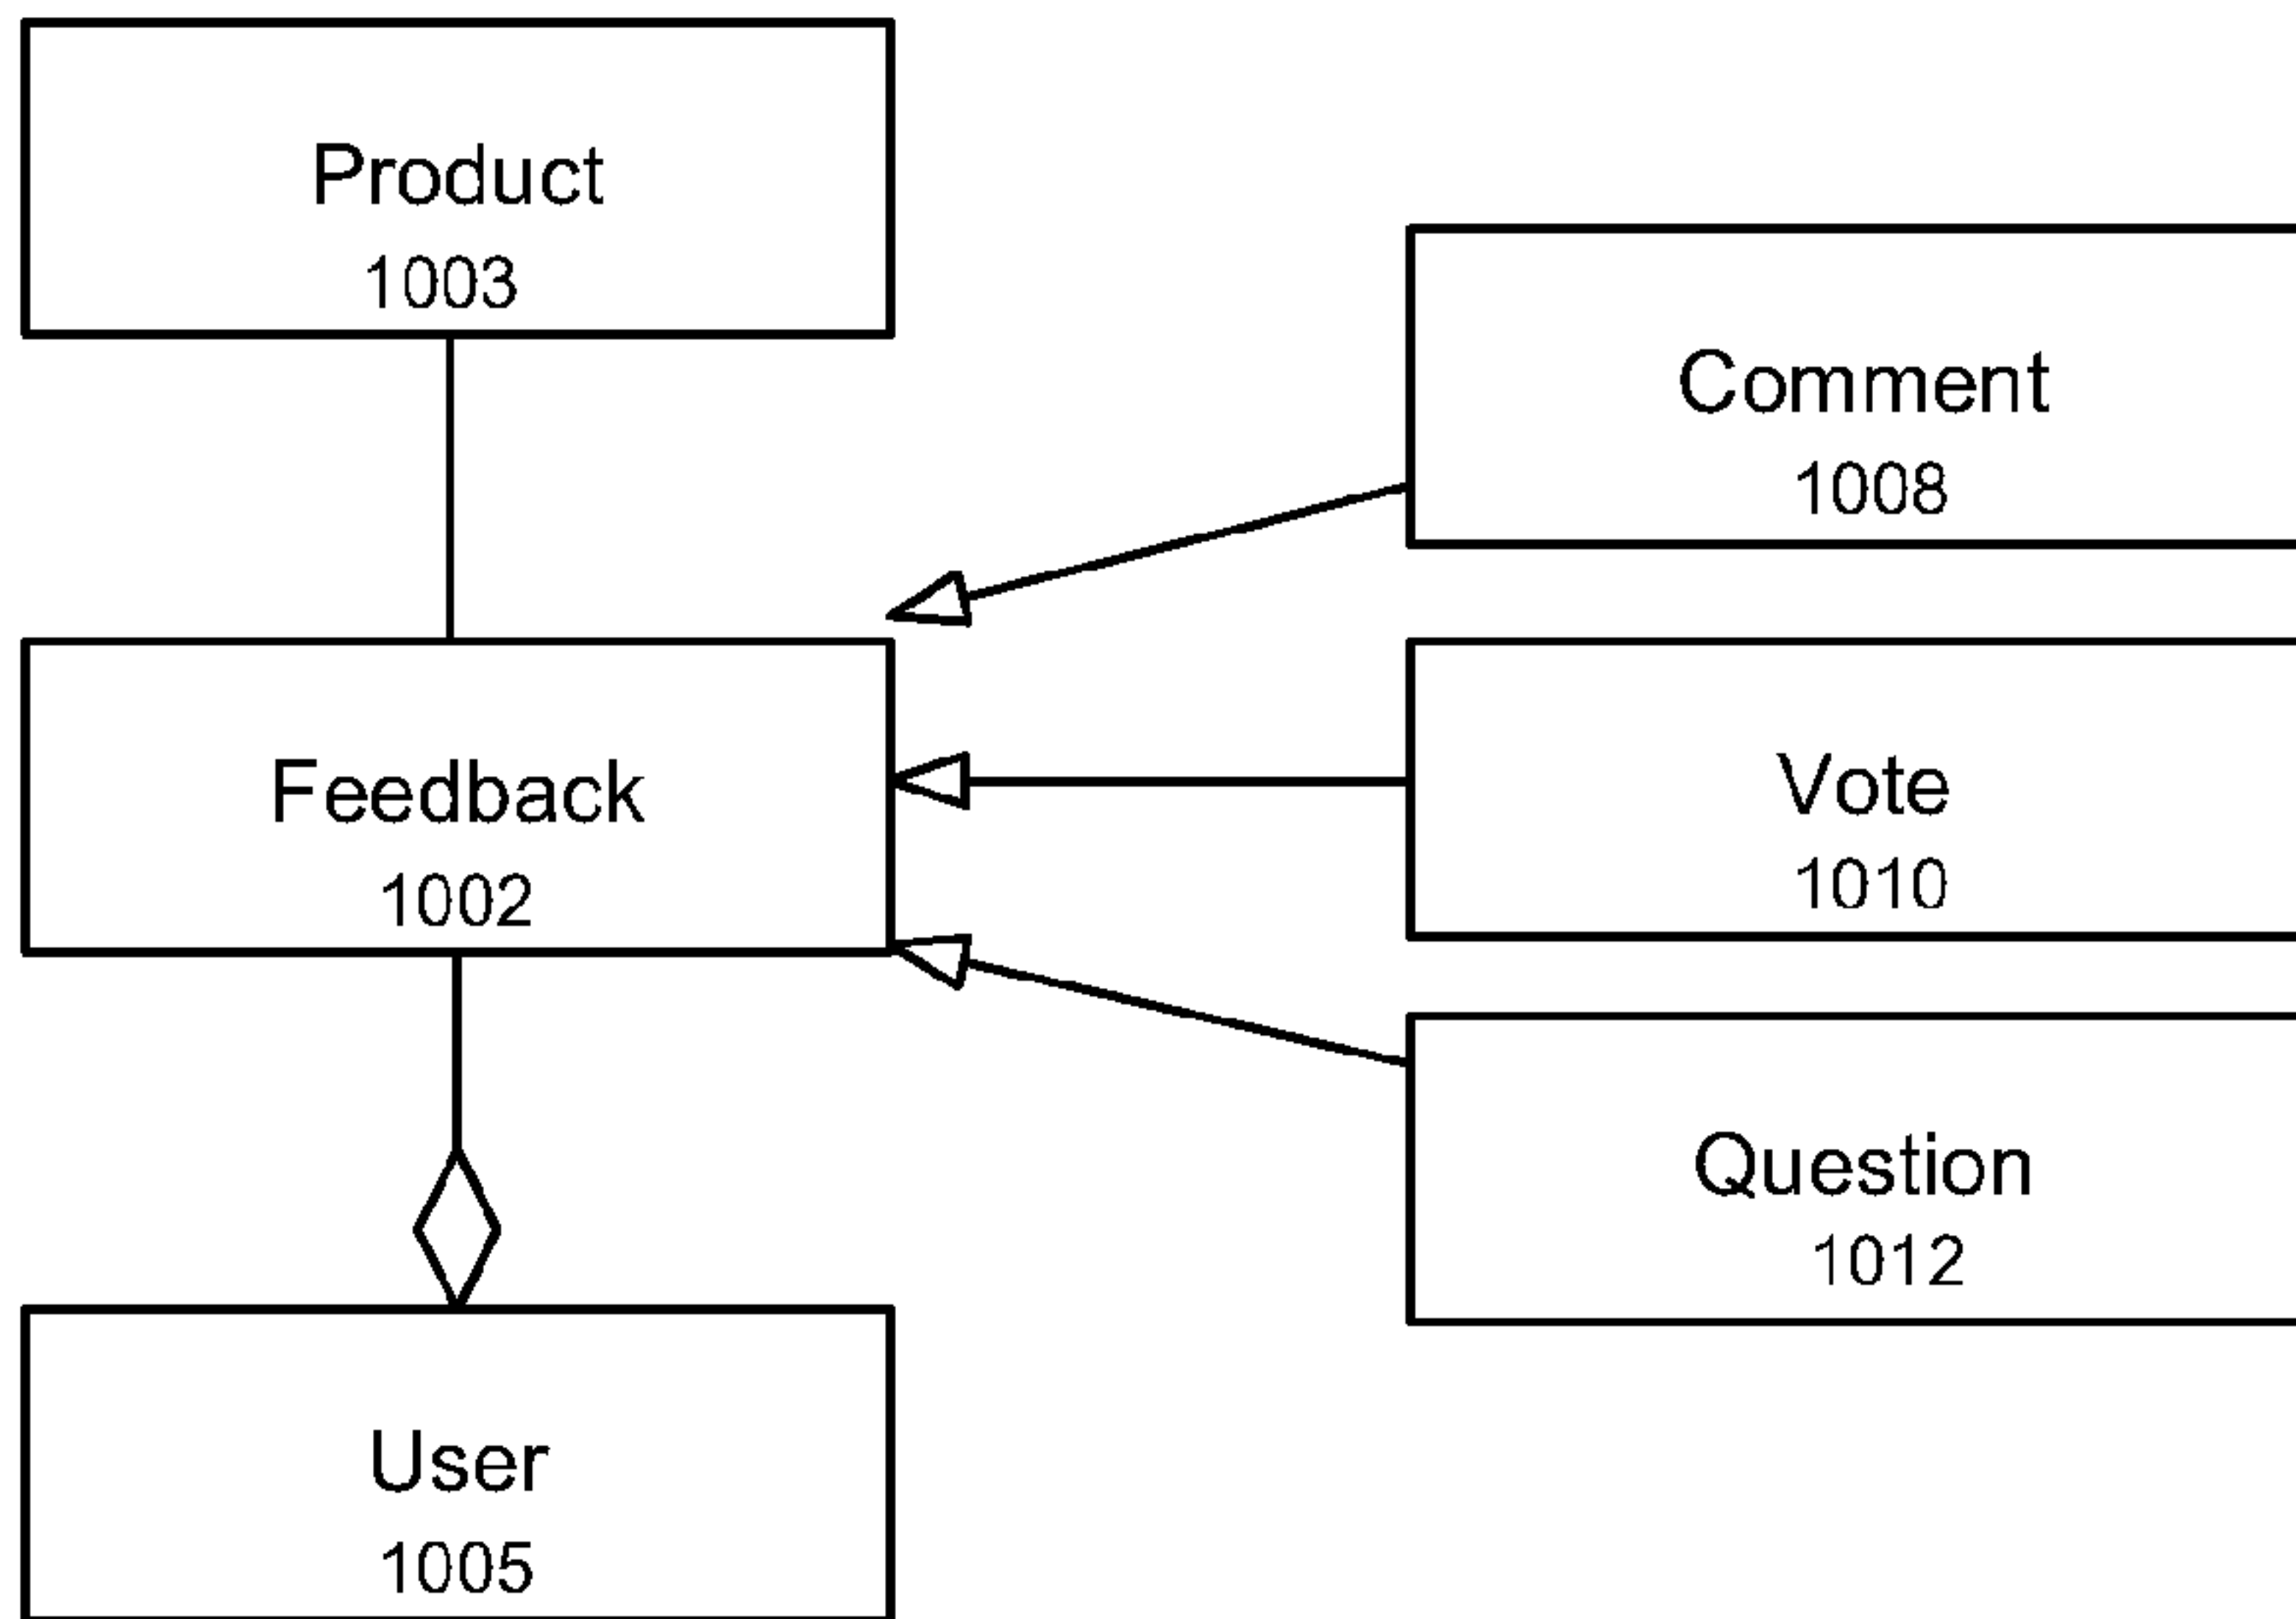 Product
1003
Comment
1008
Feedback
1002
Vote
1010
Question
1012
User
1005